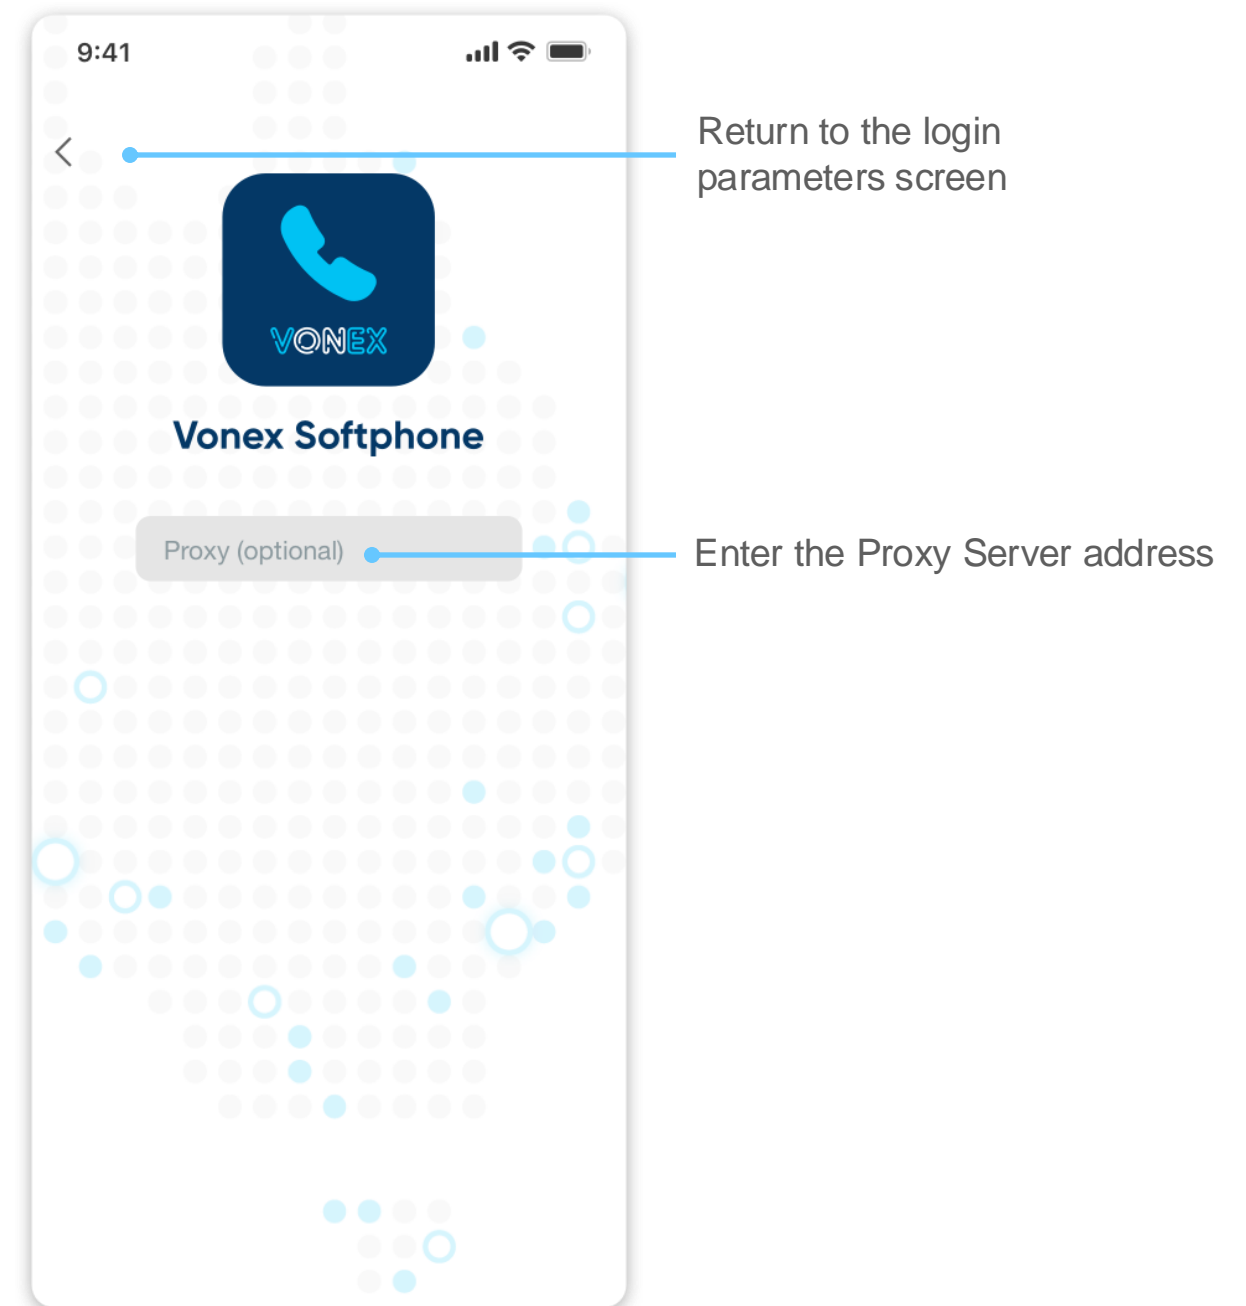 9:41
Return to the login
parameters screen
VONEX
Vonex Softphone
Proxy (optional)
Enter the Proxy Server address